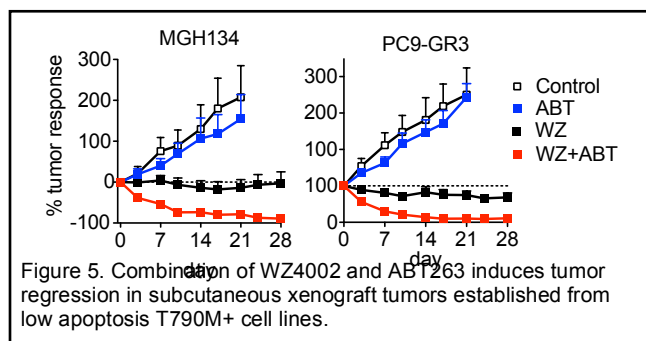 MGH134
PC9-GR3
% tumor response
300
200
100
0
-100
0 7 14 21 28
day
300
200
100
100
0
0 7 14 21 28
day
Control
ABT
WZ
WZ+ABT
Figure 5. Combination of WZ4002 and ABT263 induces tumor
regression in subcutaneous xenograft tumors established from
low apoptosis T790M+ cell lines.